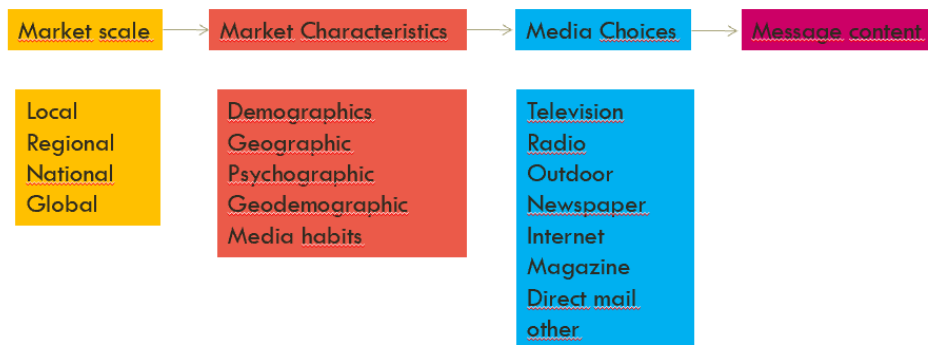 Market scale
Market Characteristics
Media Choices
Message content
Local
Regional
National
Global
Demographics
Geographic
Psychographic
Geodemographic
Media habits
Television
Radio
Outdoor
Newspaper
Internet
Magazine
Direct mail
other